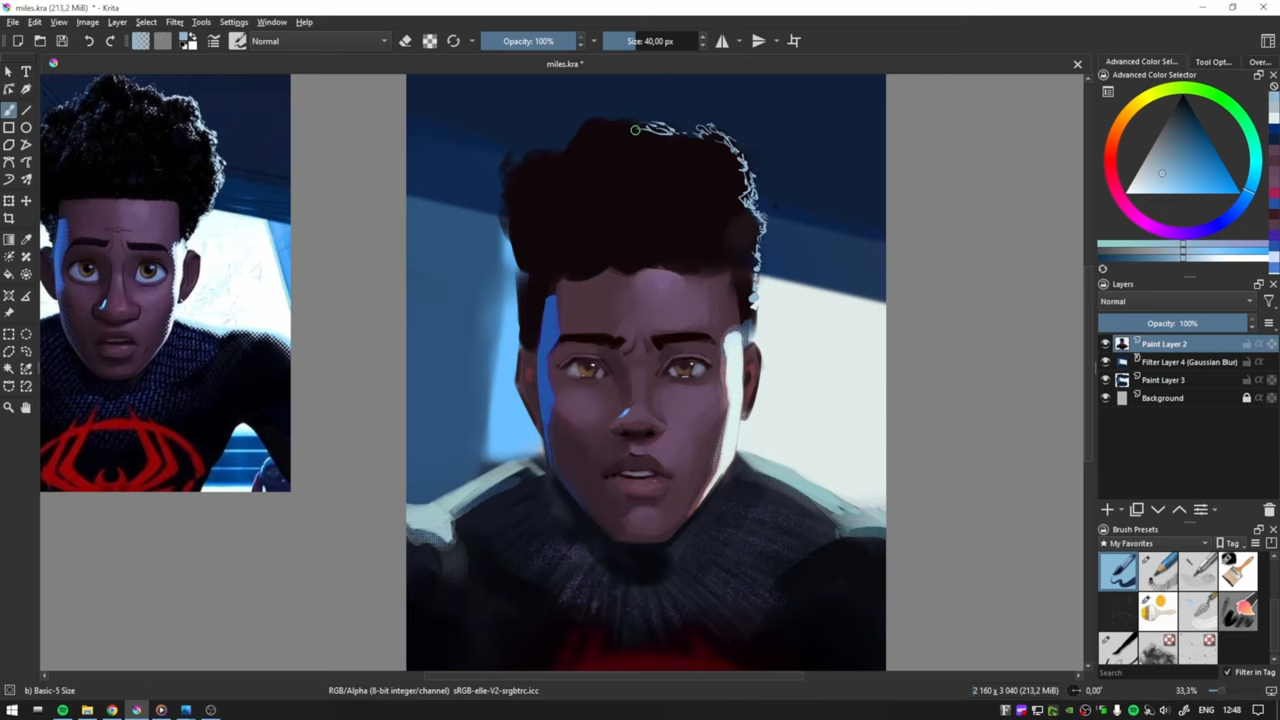 miles.kra (213,2 MiB) * - Krita
File Edit View Image Layer Select Filter Tools Settings Window Help
Normal Opacity: 100% Size: 40,00 px
miles.kra *
Advanced Color Sel... Tool Opt... Over...
Advanced Color Selector
Layers
Normal
Opacity: 100%
Paint Layer 2
Filter Layer 4 (Gaussian Blur)
Paint Layer 3
Background
Brush Presets
My Favorites Tag
Search Filter in Tag
b) Basic-5 Size RGB/Alpha (8-bit integer/channel) sRGB-elle-V2-srgbtrc.icc 2 160 x 3 040 (213,2 MiB) 0,00° 33,3%
ENG 12:48